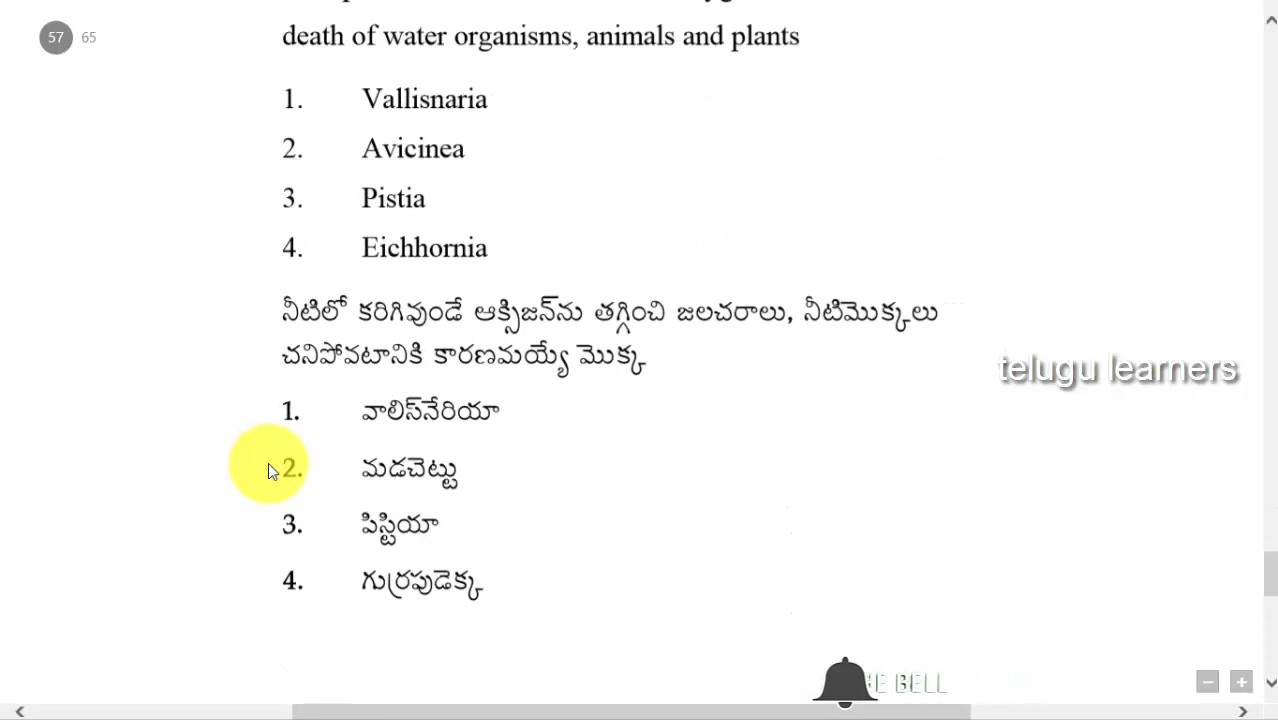 57 65
death of water organisms, animals and plants
1. Vallisnaria
2. Avicinea
3. Pistia
4. Eichhornia
నీటిలో కరిగివుండే ఆక్సిజన్‌ను తగ్గించి జలచరాలు, నీటిమొక్కలు
చనిపోవటానికి కారణమయ్యే మొక్క
telugu learners
1. వాలిస్‌నేరియా
2. మడచెట్టు
3. పిస్టియా
4. గుర్రపుడెక్క
BELL